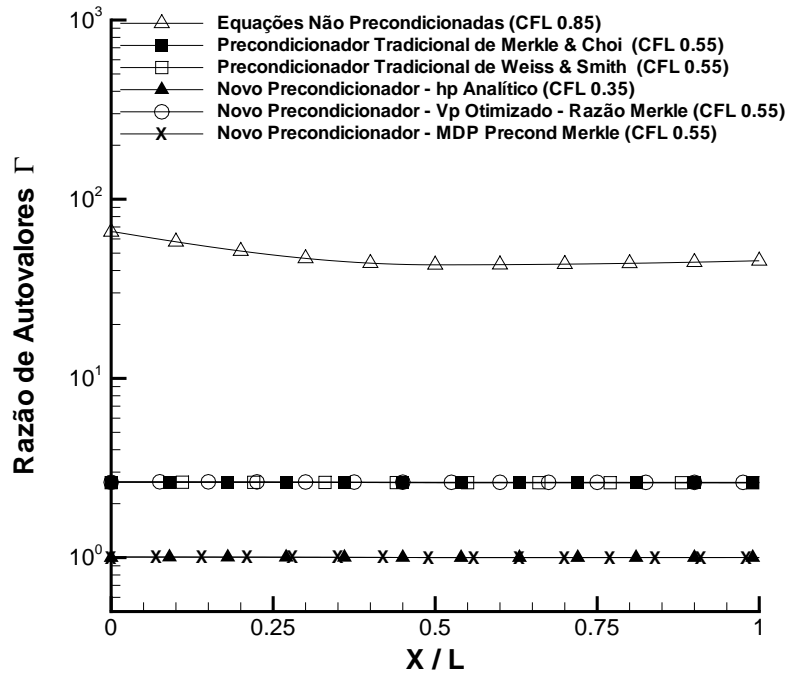 10³
Equações Não Precondicionadas (CFL 0.85)
Precondicionador Tradicional de Merkle & Choi (CFL 0.55)
Precondicionador Tradicional de Weiss & Smith (CFL 0.55)
Novo Precondicionador - hp Analítico (CFL 0.35)
Novo Precondicionador - Vp Otimizado - Razão Merkle (CFL 0.55)
Novo Precondicionador - MDP Precond Merkle (CFL 0.55)
10²
10¹
10⁰
Razão de Autovalores Γ
0 0.25 0.5 0.75 1
X / L